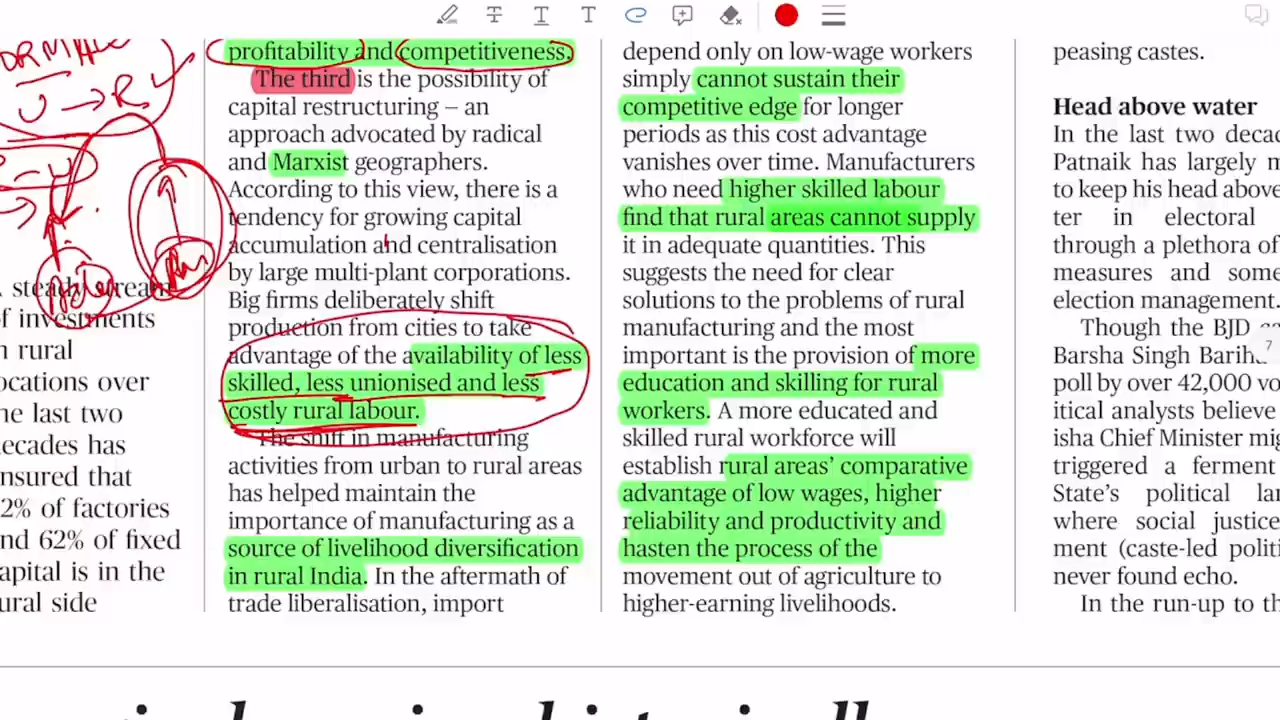 U → R
A steady stream
of investments
in rural
locations over
the last two
decades has
ensured that
2% of factories
and 62% of fixed
capital is in the
rural side
profitability and competitiveness.
The third is the possibility of
capital restructuring – an
approach advocated by radical
and Marxist geographers.
According to this view, there is a
tendency for growing capital
accumulation and centralisation
by large multi-plant corporations.
Big firms deliberately shift
production from cities to take
advantage of the availability of less
skilled, less unionised and less
costly rural labour.
The shift in manufacturing
activities from urban to rural areas
has helped maintain the
importance of manufacturing as a
source of livelihood diversification
in rural India. In the aftermath of
trade liberalisation, import
depend only on low-wage workers
simply cannot sustain their
competitive edge for longer
periods as this cost advantage
vanishes over time. Manufacturers
who need higher skilled labour
find that rural areas cannot supply
it in adequate quantities. This
suggests the need for clear
solutions to the problems of rural
manufacturing and the most
important is the provision of more
education and skilling for rural
workers. A more educated and
skilled rural workforce will
establish rural areas’ comparative
advantage of low wages, higher
reliability and productivity and
hasten the process of the
movement out of agriculture to
higher-earning livelihoods.
peasing castes.
Head above water
In the last two deca
Patnaik has largely m
to keep his head above
ter in electoral
through a plethora of
measures and some
election management.
Though the BJD
Barsha Singh Bariha
poll by over 42,000 vo
itical analysts believe
isha Chief Minister mig
triggered a ferment
State’s political lan
where social justice
ment (caste-led politi
never found echo.
In the run-up to th
7